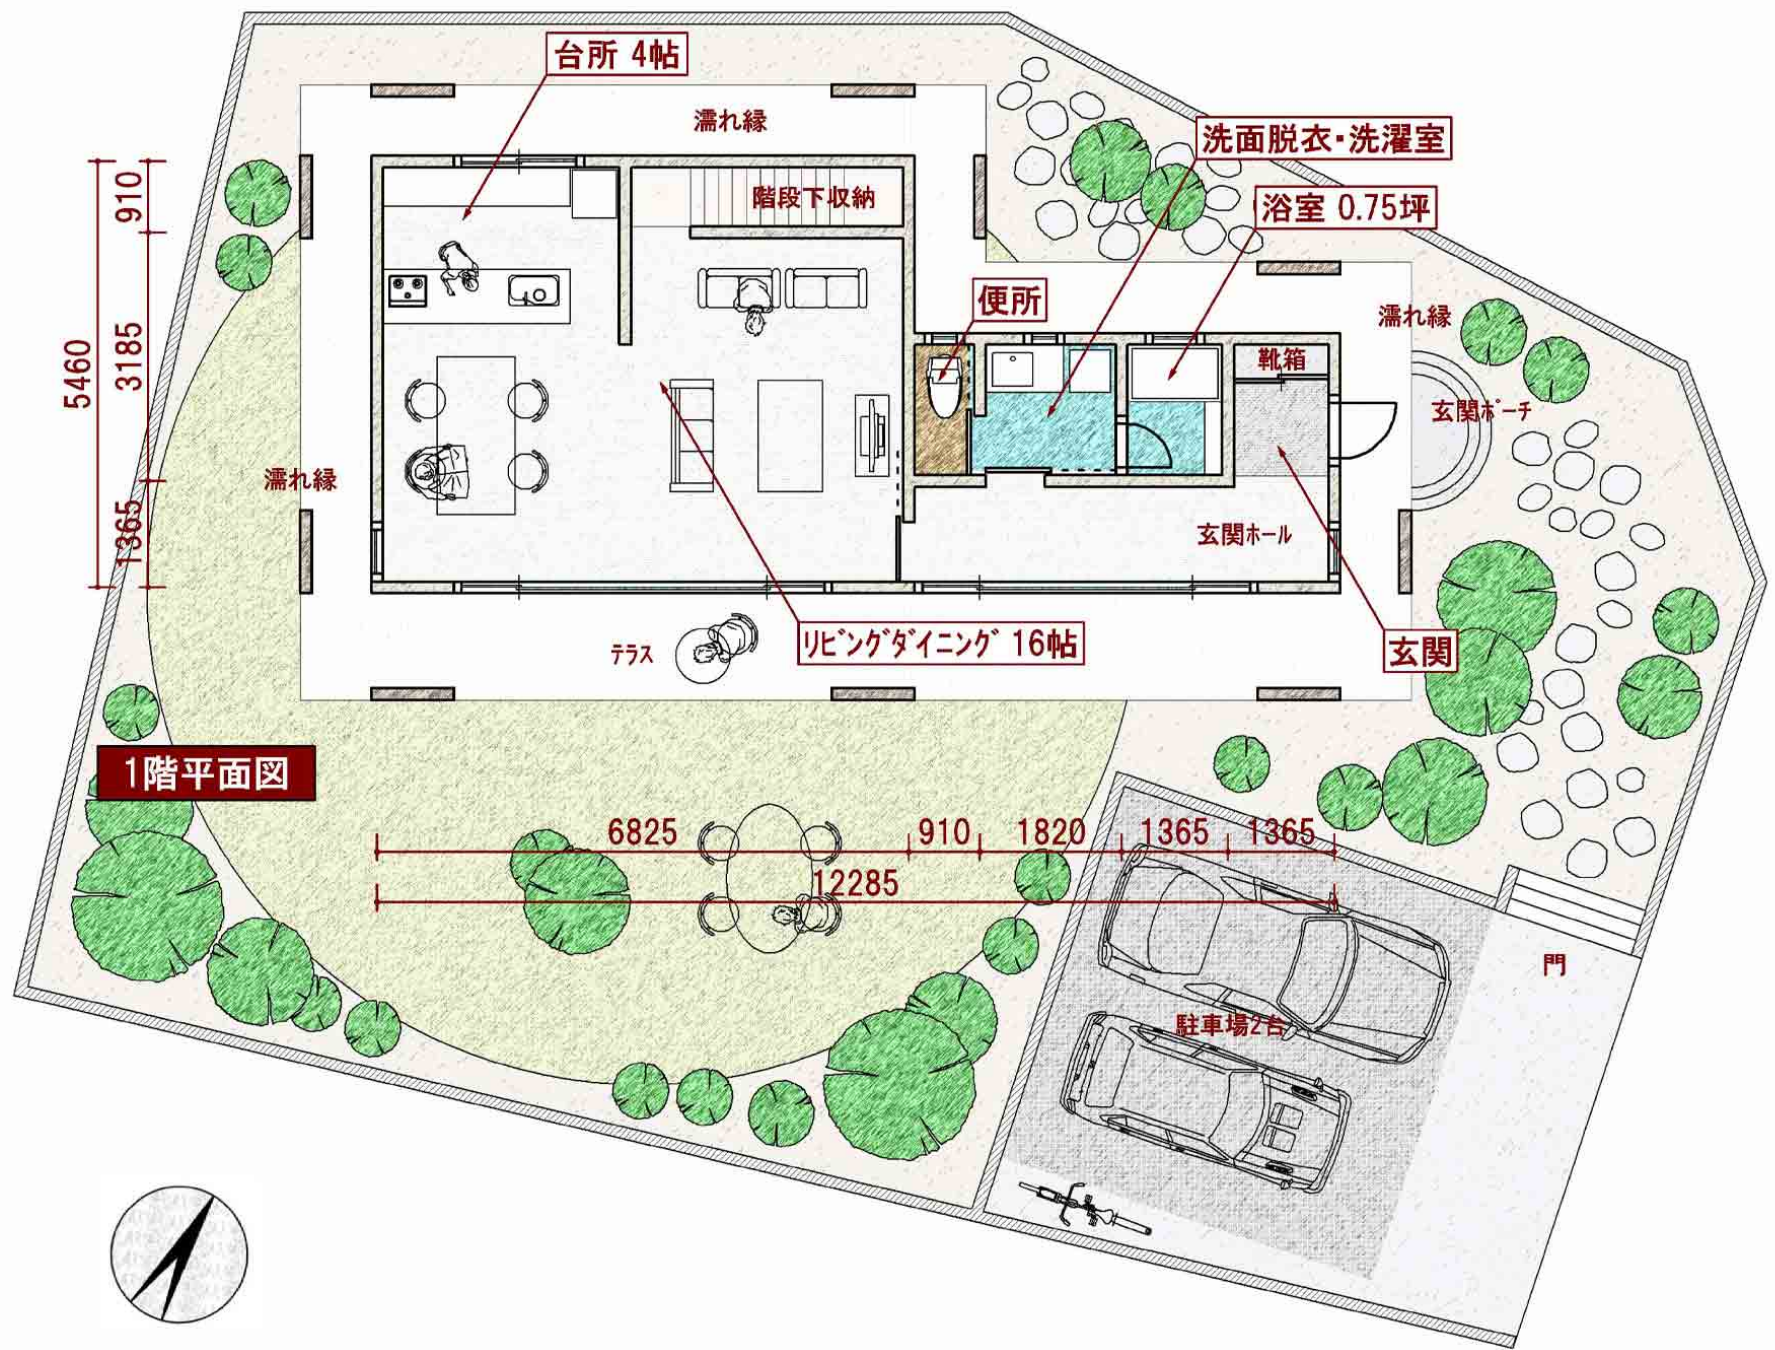 台所 4帖
濡れ縁
洗面脱衣・洗濯室
階段下収納
浴室 0.75坪
910
便所
濡れ縁
3185
5460
靴箱
玄関ポーチ
濡れ縁
1365
玄関ホール
テラス
リビングダイニング 16帖
玄関
1階平面図
6825
910
1820
1365
1365
12285
門
駐車場2台